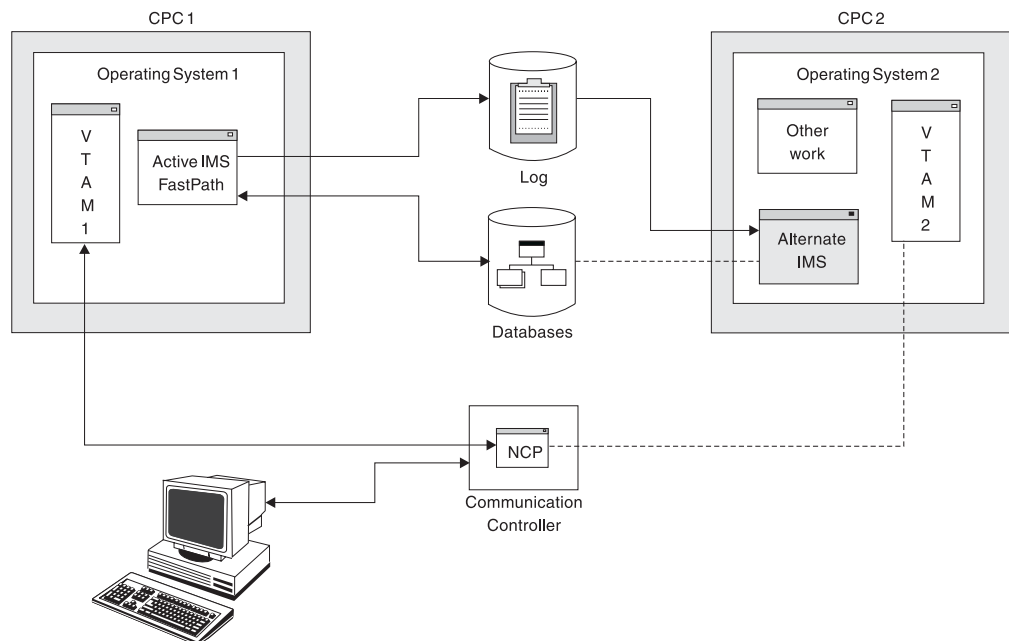 CPC 1
CPC 2
Operating System 1
Operating System 2
V
T
A
M
1
Active IMS
FastPath
Log
Other
work
V
T
A
M
2
Alternate
IMS
Databases
NCP
Communication
Controller